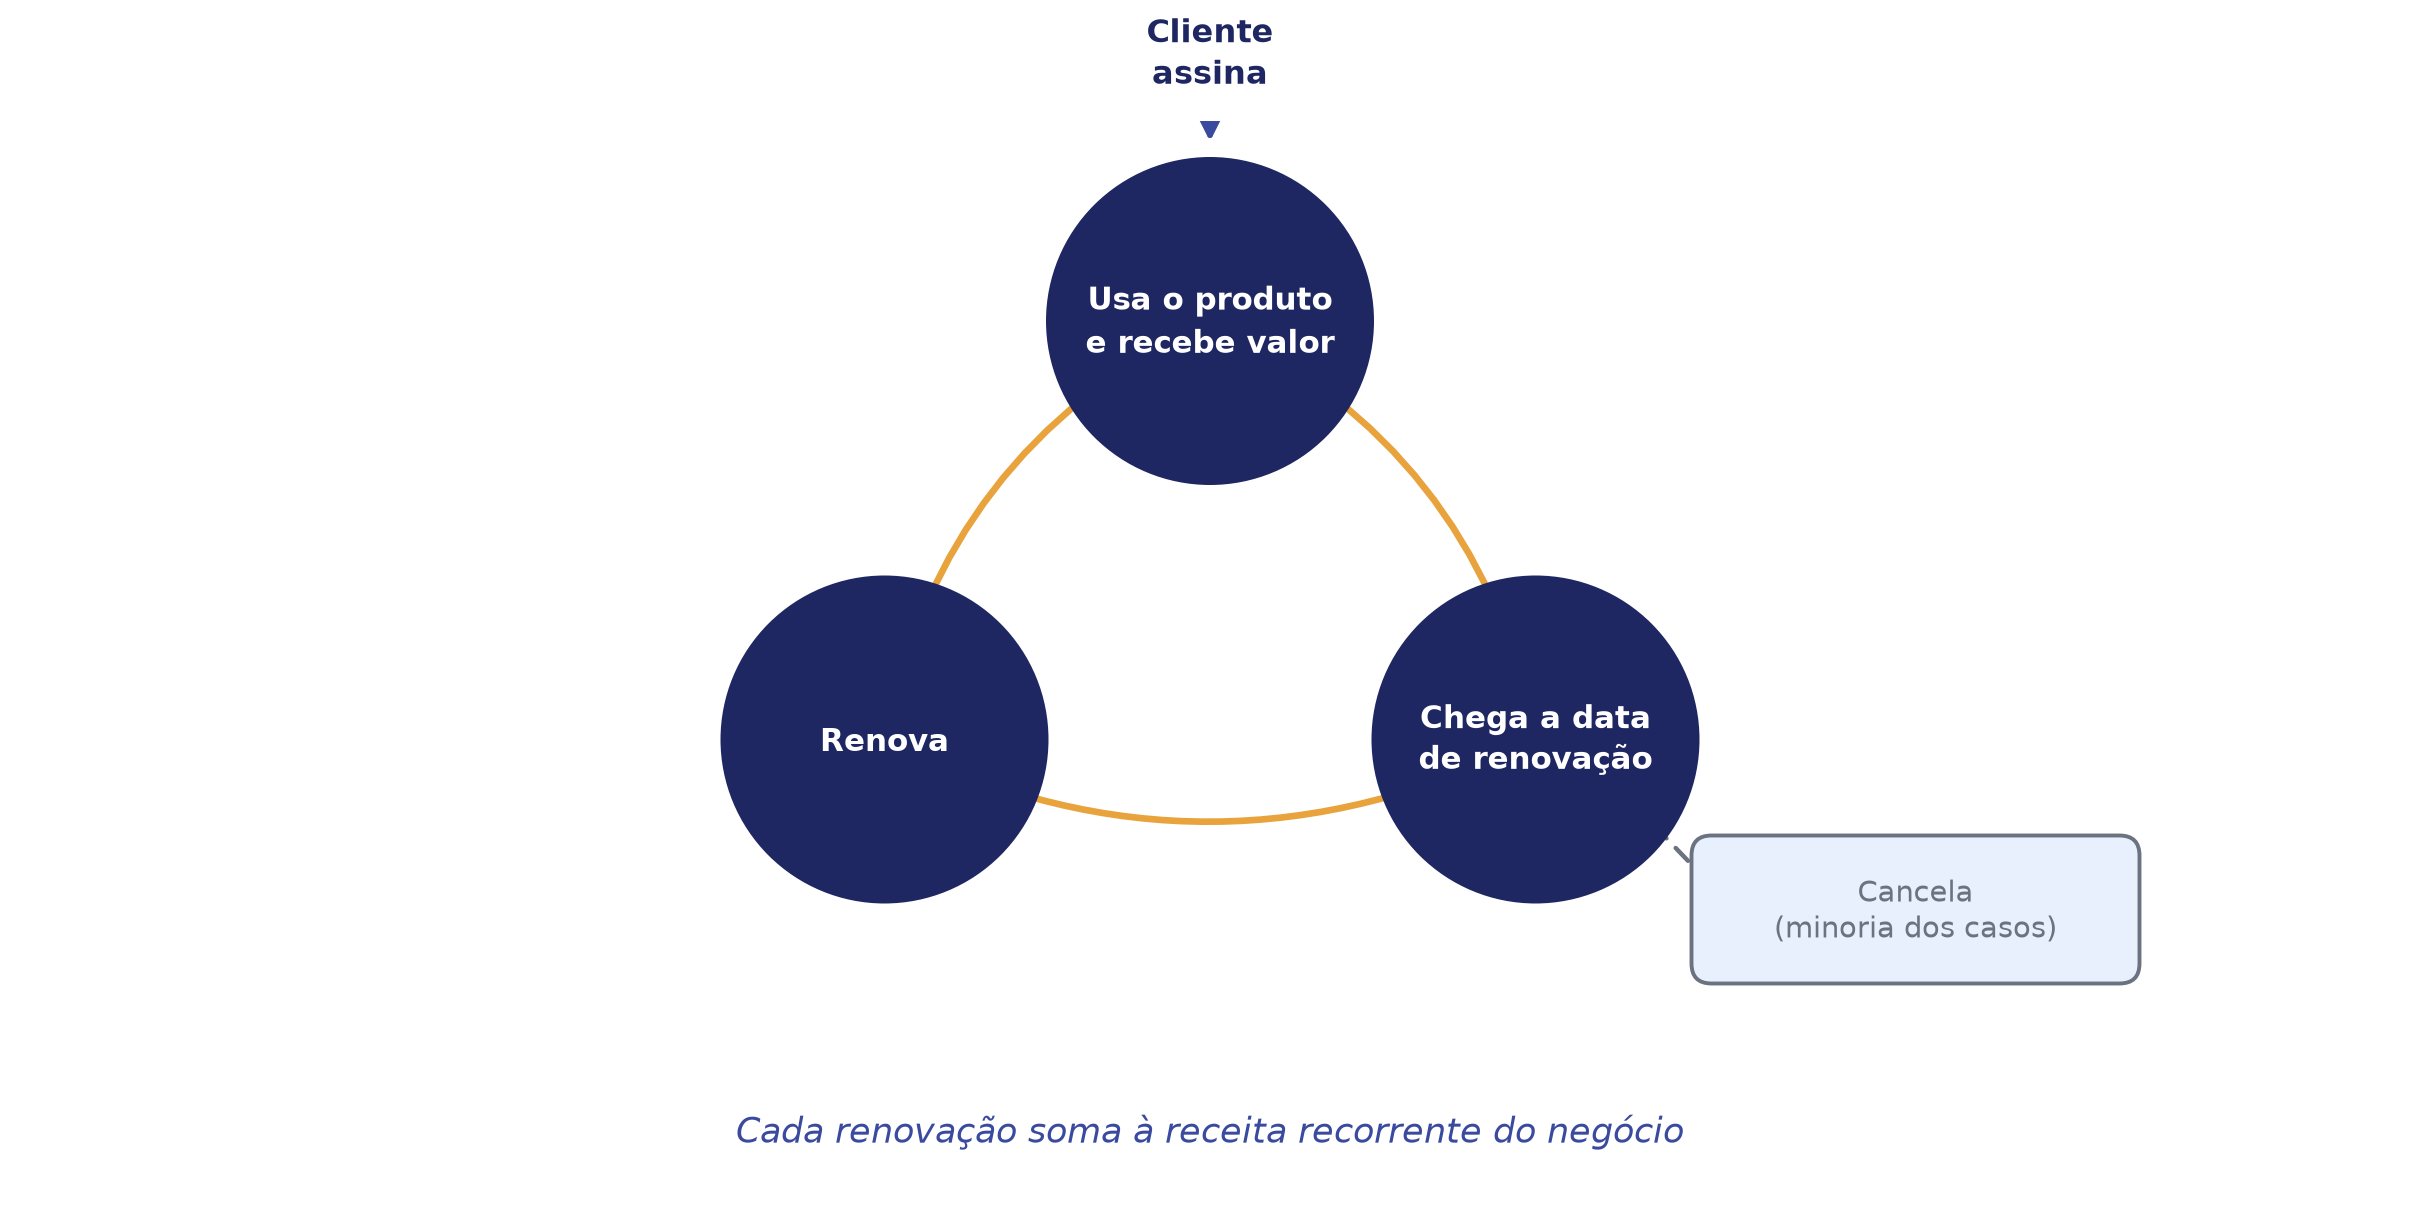 Cliente
assina
Usa o produto
e recebe valor
Renova
Chega a data
de renovação
Cancela
(minoria dos casos)
Cada renovação soma à receita recorrente do negócio